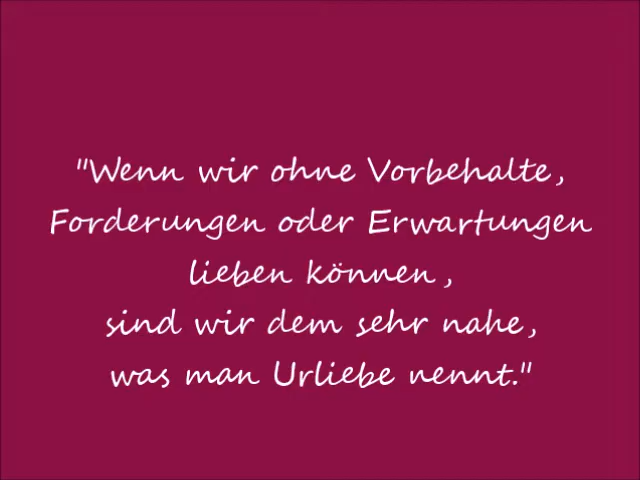 "Wenn wir ohne Vorbehalte,
Forderungen oder Erwartungen
lieben können,
sind wir dem sehr nahe,
was man Urliebe nennt."